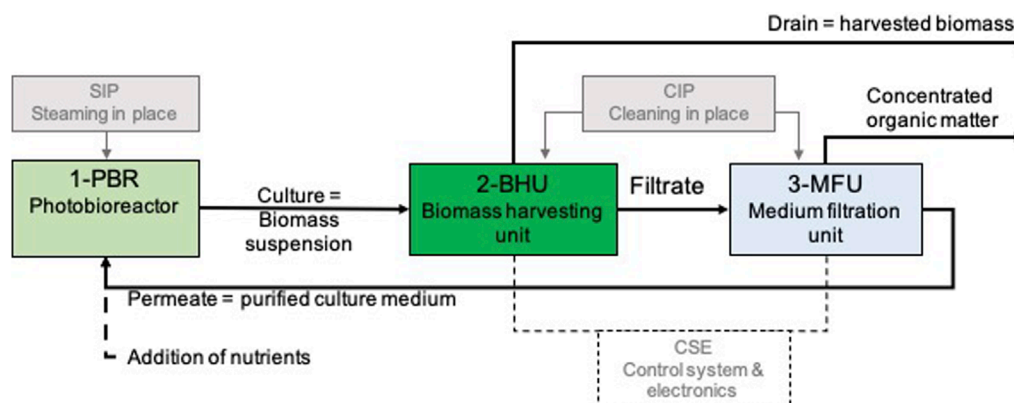 Drain = harvested biomass
SIP
Steaming in place
CIP
Cleaning in place
Concentrated
organic matter
1-PBR
Photobioreactor
Culture =
Biomass
suspension
2-BHU
Biomass harvesting
unit
Filtrate
3-MFU
Medium filtration
unit
Permeate = purified culture medium
Addition of nutrients
CSE
Control system &
electronics